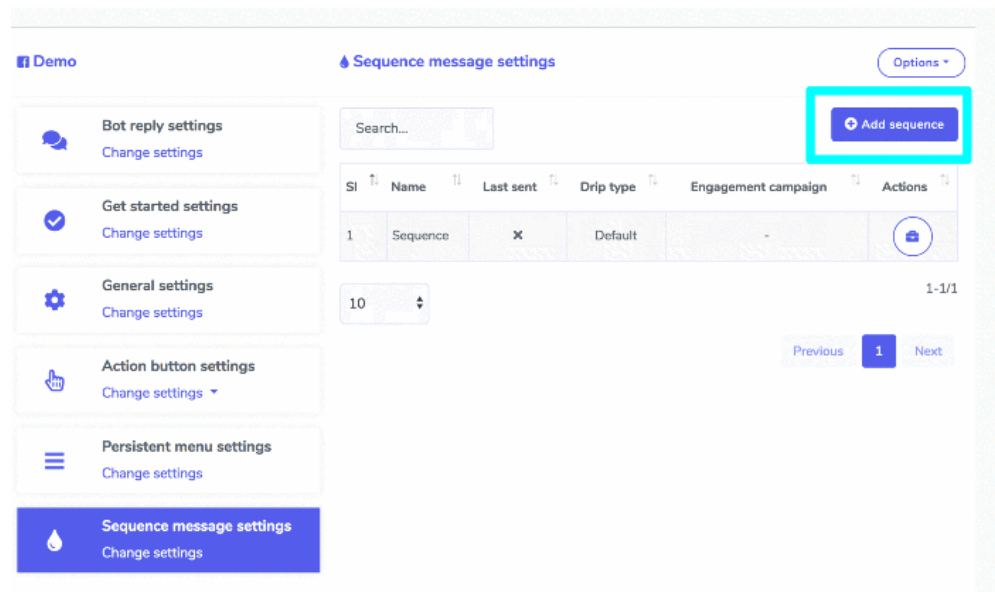 Demo
Sequence message settings
Options
Bot reply settings
Change settings
Get started settings
Change settings
General settings
Change settings
Action button settings
Change settings
Persistent menu settings
Change settings
Sequence message settings
Change settings
Search...
Add sequence
Sl Name Last sent Drip type Engagement campaign Actions
1 Sequence Default -
10
1-1/1
Previous 1 Next